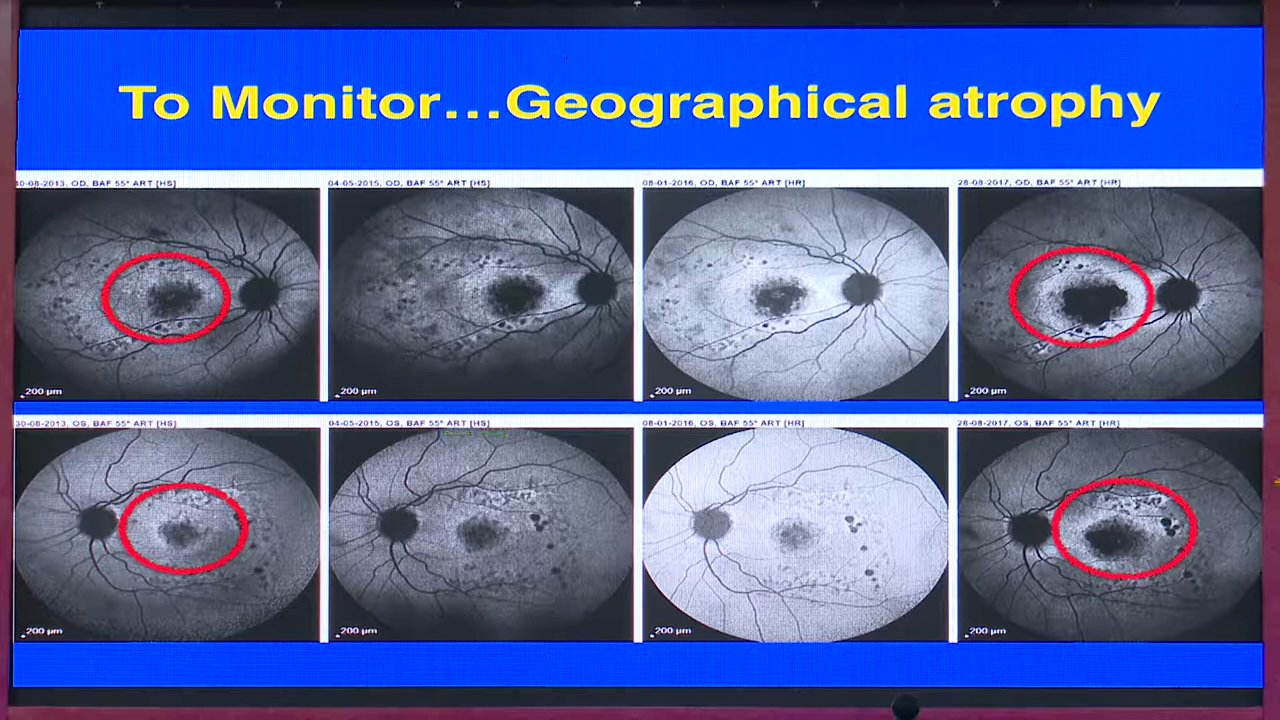 To Monitor...Geographical atrophy
30-08-2013, OD, BAF 55° ART [HS]
04-05-2015, OD, BAF 55° ART [HS]
08-01-2016, OD, BAF 55° ART [HR]
28-08-2017, OD, BAF 55° ART [HR]
200 µm
200 µm
200 µm
200 µm
30-08-2013, OS, BAF 55° ART [HS]
04-05-2015, OS, BAF 55° ART [HS]
08-01-2016, OS, BAF 55° ART [HR]
28-08-2017, OS, BAF 55° ART [HR]
200 µm
200 µm
200 µm
200 µm